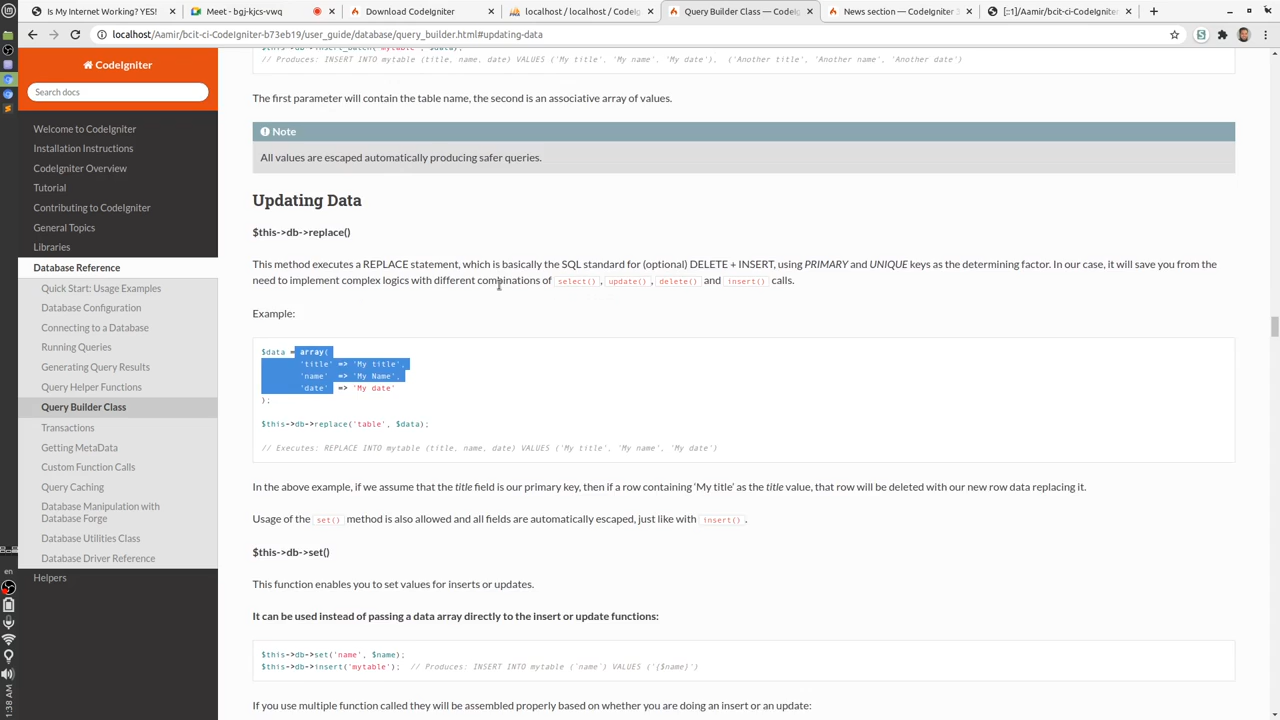 Is My Internet Working? YES!
Meet - bgj-kjcs-vwq
Download CodeIgniter
localhost / localhost / CodeIg
Query Builder Class — CodeIg
News section — CodeIgniter 3
[::1]/Aamir/bcit-ci-CodeIgnite
localhost/Aamir/bcit-ci-CodeIgniter-b73eb19/user_guide/database/query_builder.html#updating-data
CodeIgniter
Search docs
Welcome to CodeIgniter
Installation Instructions
CodeIgniter Overview
Tutorial
Contributing to CodeIgniter
General Topics
Libraries
Database Reference
Quick Start: Usage Examples
Database Configuration
Connecting to a Database
Running Queries
Generating Query Results
Query Helper Functions
Query Builder Class
Transactions
Getting MetaData
Custom Function Calls
Query Caching
Database Manipulation with
Database Forge
Database Utilities Class
Database Driver Reference
Helpers
en
1:38 AM
$this->db->insert_batch('mytable', $data);
// Produces: INSERT INTO mytable (title, name, date) VALUES ('My title', 'My name', 'My date'),  ('Another title', 'Another name', 'Another date')
The first parameter will contain the table name, the second is an associative array of values.
Note
All values are escaped automatically producing safer queries.
Updating Data
$this->db->replace()
This method executes a REPLACE statement, which is basically the SQL standard for (optional) DELETE + INSERT, using PRIMARY and UNIQUE keys as the determining factor. In our case, it will save you from the
need to implement complex logics with different combinations of select(), update(), delete() and insert() calls.
Example:
$data = array(
'title' => 'My title',
'name'  => 'My Name',
'date'  => 'My date'
);
$this->db->replace('table', $data);
// Executes: REPLACE INTO mytable (title, name, date) VALUES ('My title', 'My name', 'My date')
In the above example, if we assume that the title field is our primary key, then if a row containing ‘My title’ as the title value, that row will be deleted with our new row data replacing it.
Usage of the set() method is also allowed and all fields are automatically escaped, just like with insert().
$this->db->set()
This function enables you to set values for inserts or updates.
It can be used instead of passing a data array directly to the insert or update functions:
$this->db->set('name', $name);
$this->db->insert('mytable');  // Produces: INSERT INTO mytable (`name`) VALUES ('{$name}')
If you use multiple function called they will be assembled properly based on whether you are doing an insert or an update: